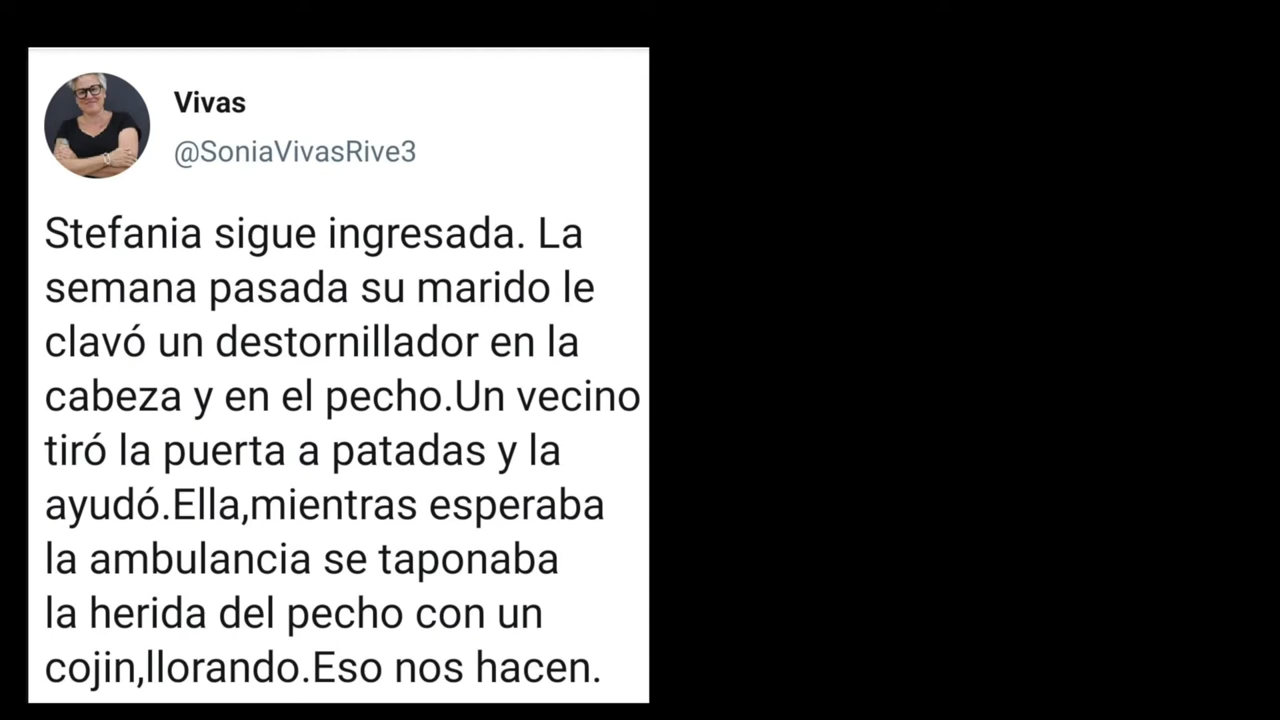 Vivas
@SoniaVivasRive3
Stefania sigue ingresada. La
semana pasada su marido le
clavó un destornillador en la
cabeza y en el pecho.Un vecino
tiró la puerta a patadas y la
ayudó.Ella,mientras esperaba
la ambulancia se taponaba
la herida del pecho con un
cojin,llorando.Eso nos hacen.